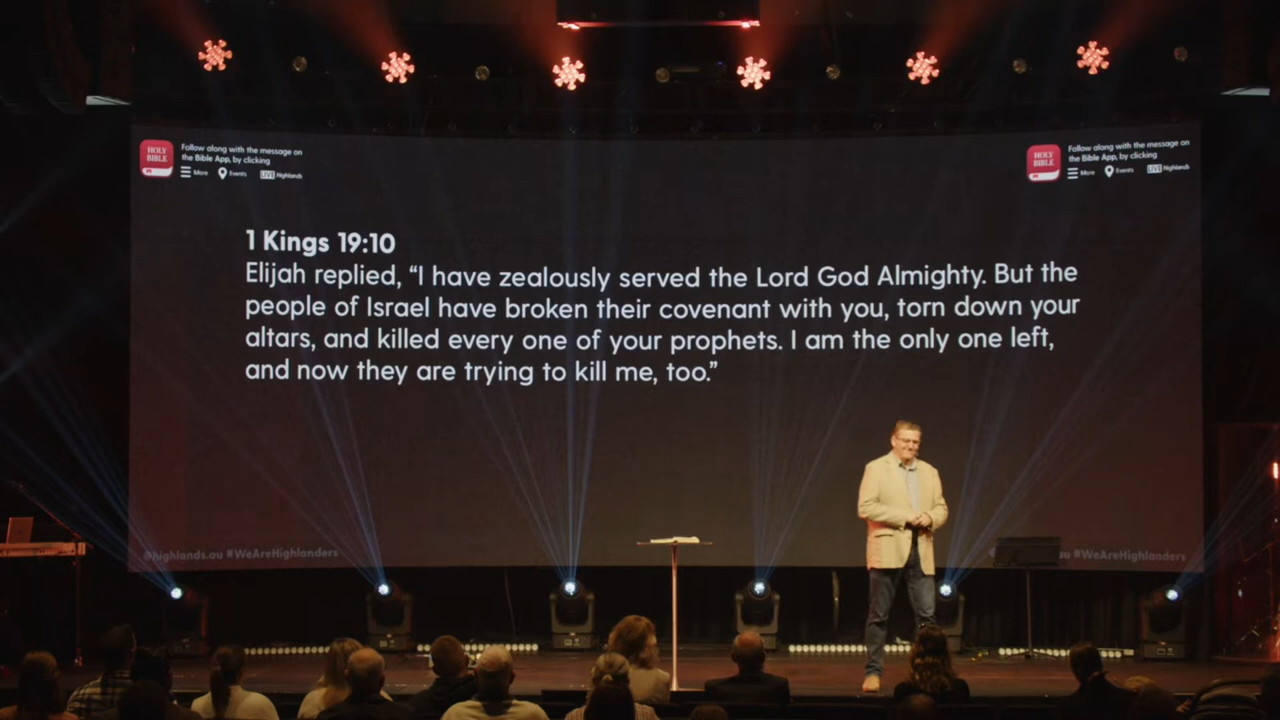 HOLY
BIBLE
Follow along with the message on
the Bible App, by clicking
More Events LIVE Highlands
HOLY
BIBLE
Follow along with the message on
the Bible App, by clicking
More Events LIVE Highlands
1 Kings 19:10
Elijah replied, “I have zealously served the Lord God Almighty. But the
people of Israel have broken their covenant with you, torn down your
altars, and killed every one of your prophets. I am the only one left,
and now they are trying to kill me, too.”
@highlands.au #WeAreHighlanders
au #WeAreHighlanders